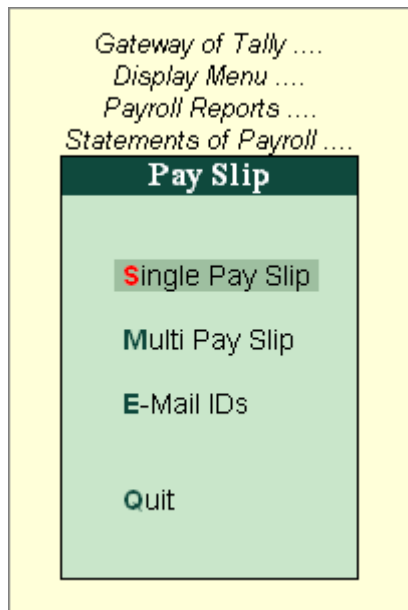 Gateway of Tally ....
Display Menu ....
Payroll Reports ....
Statements of Payroll ....
Pay Slip
Single Pay Slip
Multi Pay Slip
E-Mail IDs
Quit